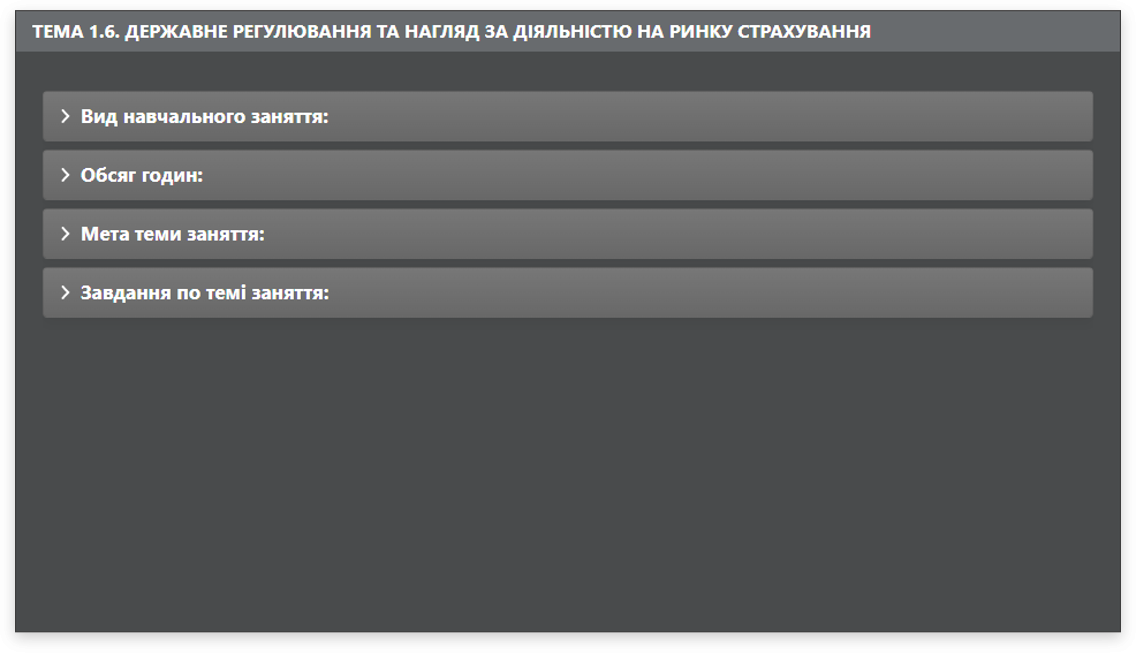 ТЕМА 1.6. ДЕРЖАВНЕ РЕГУЛЮВАННЯ ТА НАГЛЯД ЗА ДІЯЛЬНІСТЮ НА РИНКУ СТРАХУВАННЯ
Вид навчального заняття:
Обсяг годин:
Мета теми заняття:
Завдання по темі заняття: